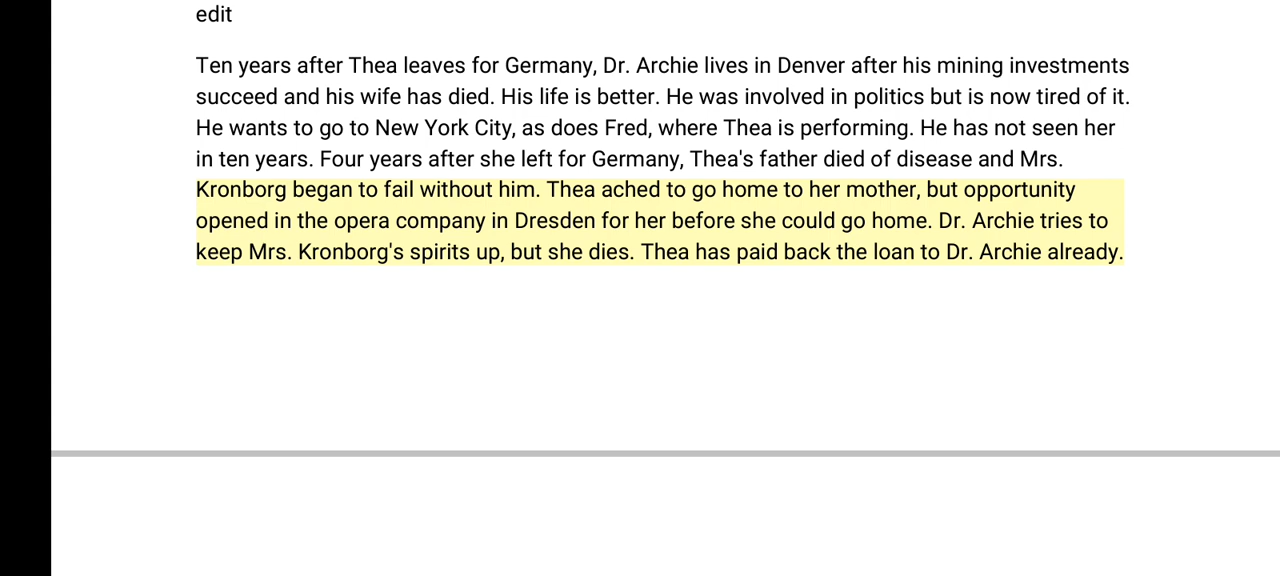 edit
Ten years after Thea leaves for Germany, Dr. Archie lives in Denver after his mining investments
succeed and his wife has died. His life is better. He was involved in politics but is now tired of it.
He wants to go to New York City, as does Fred, where Thea is performing. He has not seen her
in ten years. Four years after she left for Germany, Thea's father died of disease and Mrs.
Kronborg began to fail without him. Thea ached to go home to her mother, but opportunity
opened in the opera company in Dresden for her before she could go home. Dr. Archie tries to
keep Mrs. Kronborg's spirits up, but she dies. Thea has paid back the loan to Dr. Archie already.